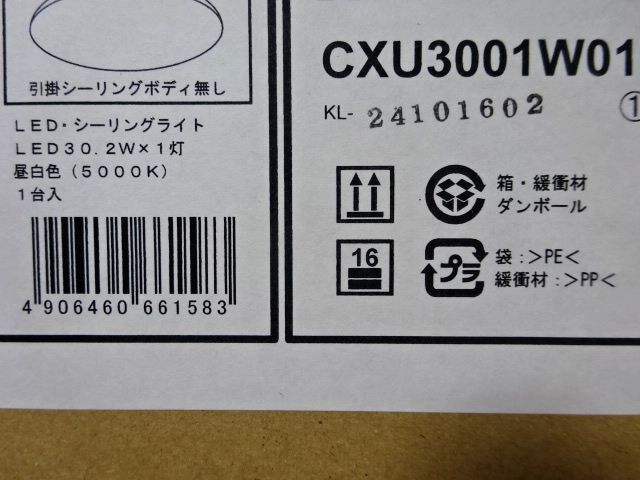 引掛シーリングボディ無し
LED・シーリングライト
LED30.2W×1灯
昼白色(5000K)
1台入
4 906460 661583
CXU3001W01
KL-24101602
①
箱・緩衝材
ダンボール
16
プラ
袋:>PE<
緩衝材:>PP<